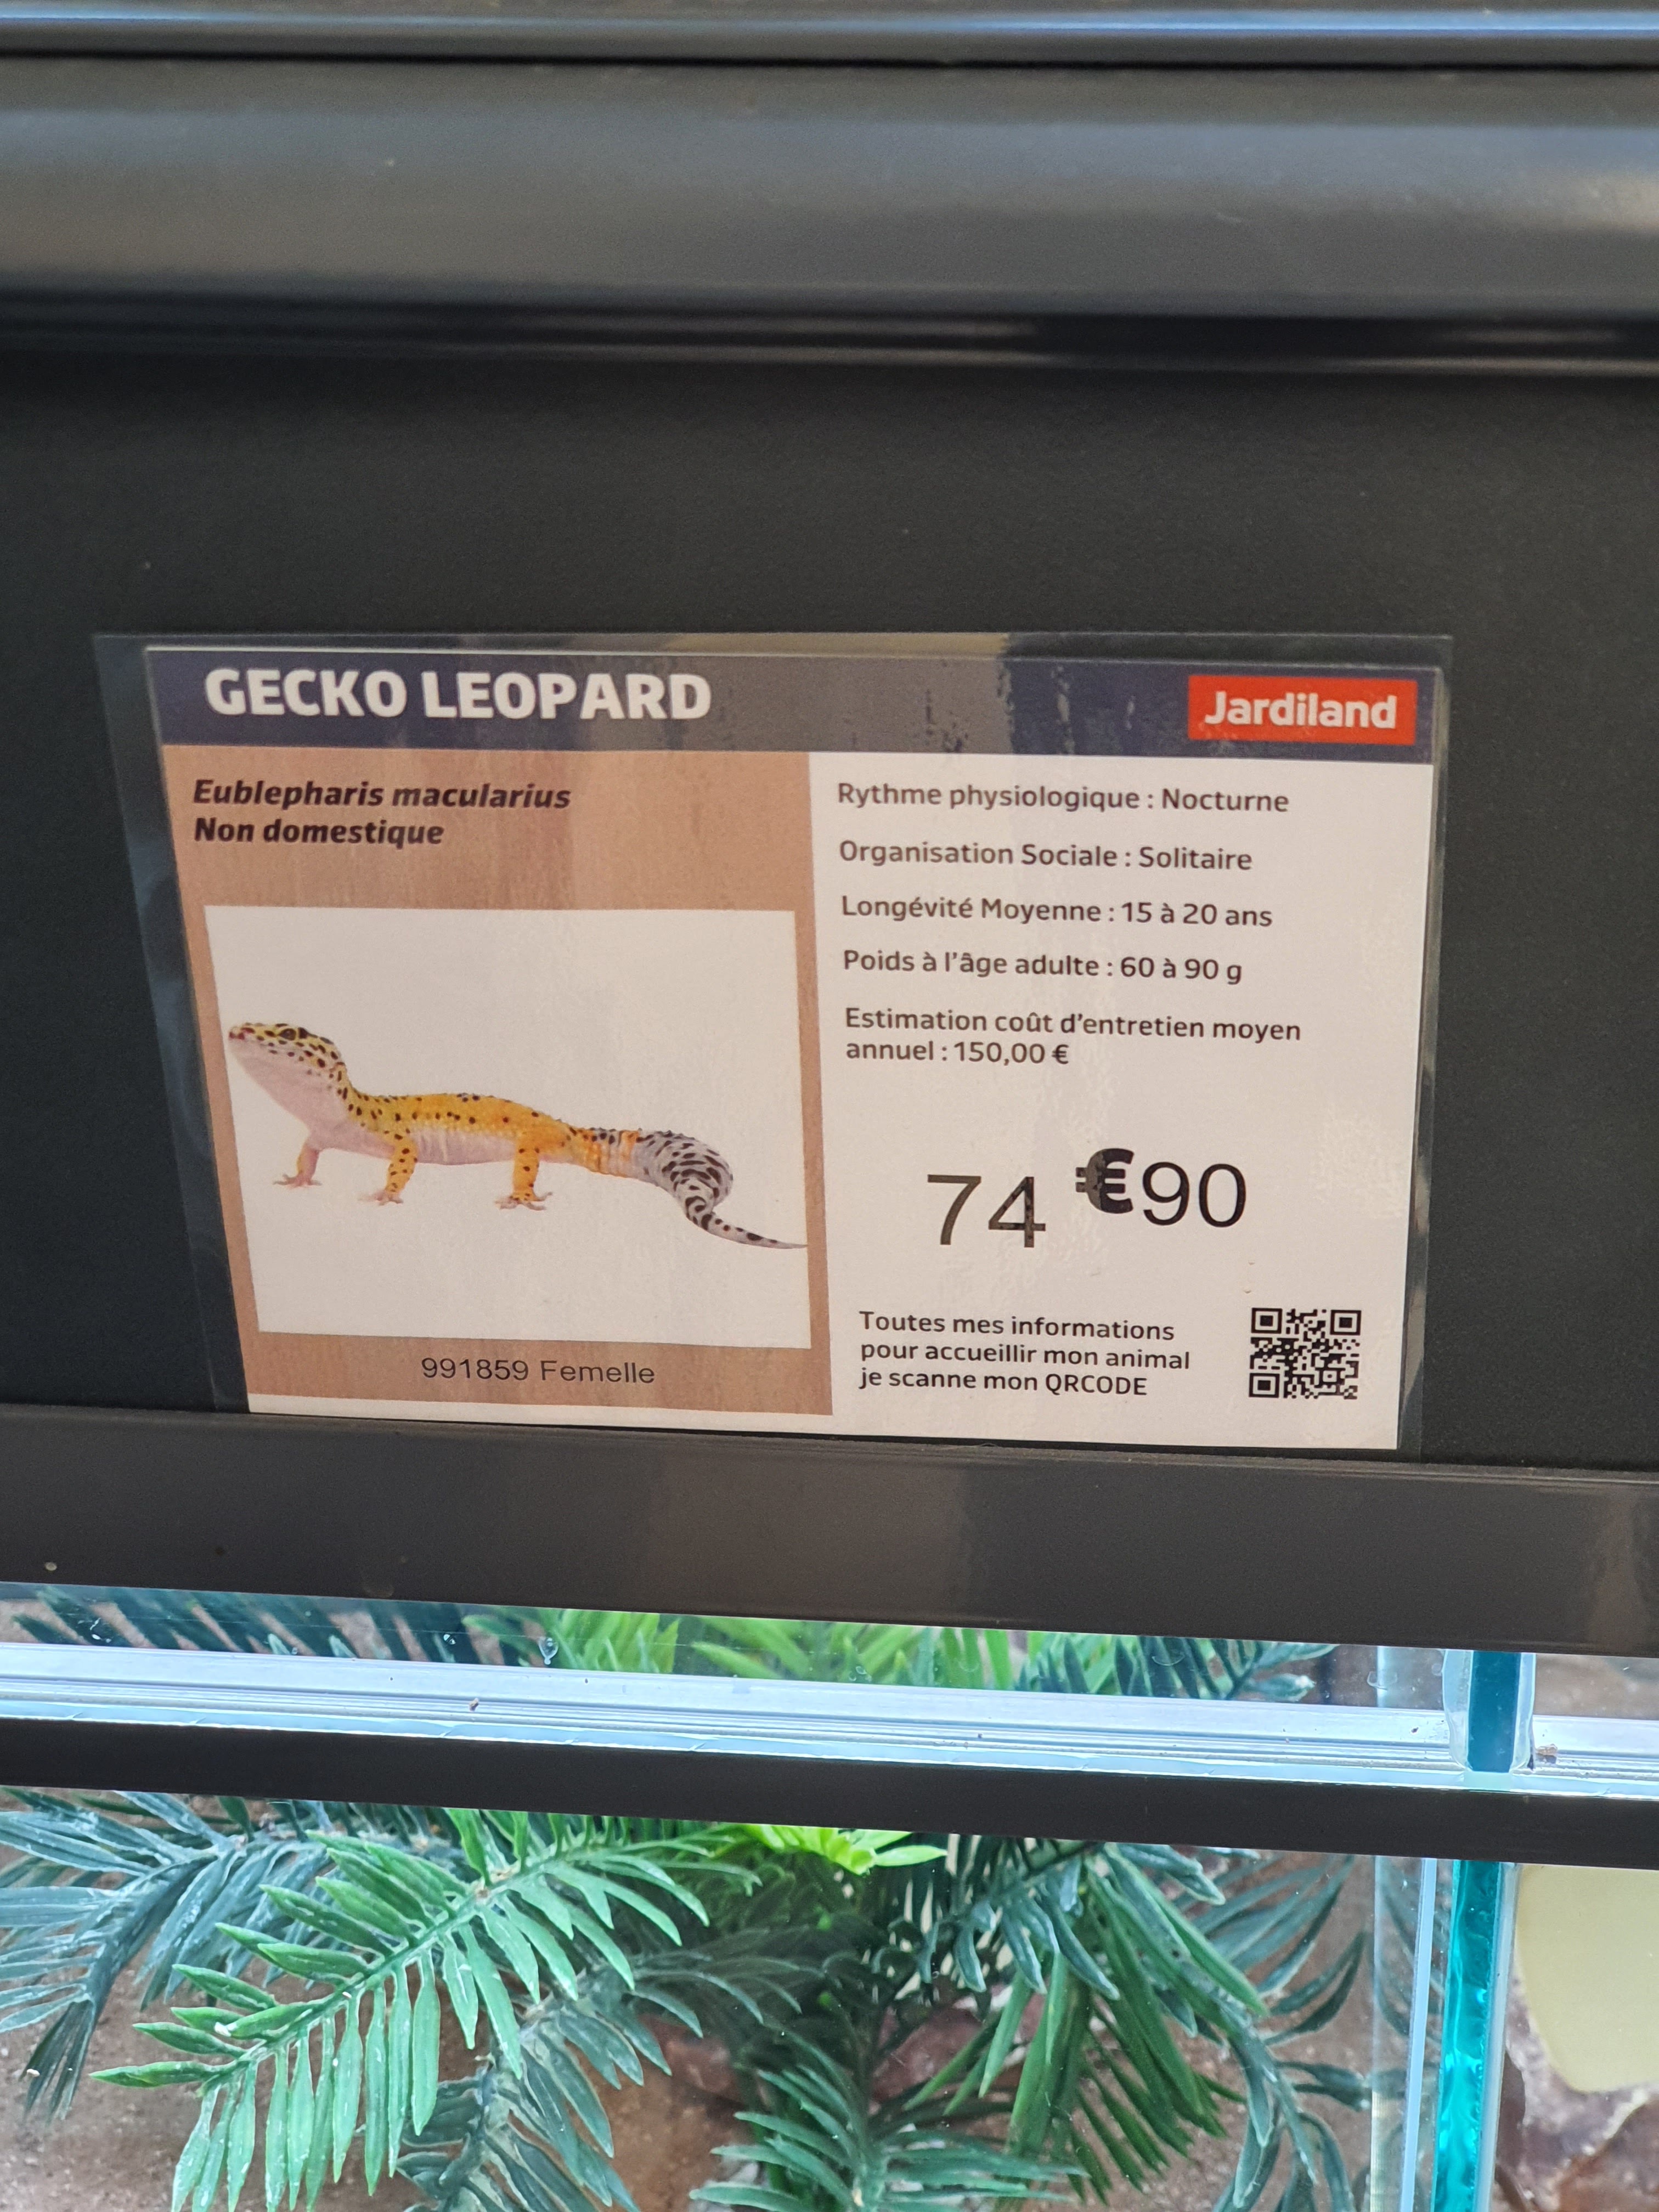 GECKO LEOPARD
Jardiland
Eublepharis macularius
Non domestique
991859 Femelle
Rythme physiologique : Nocturne
Organisation Sociale : Solitaire
Longévité Moyenne : 15 à 20 ans
Poids à l'âge adulte : 60 à 90 g
Estimation coût d'entretien moyen
annuel : 150,00 €
74 €90
Toutes mes informations
pour accueillir mon animal
je scanne mon QRCODE